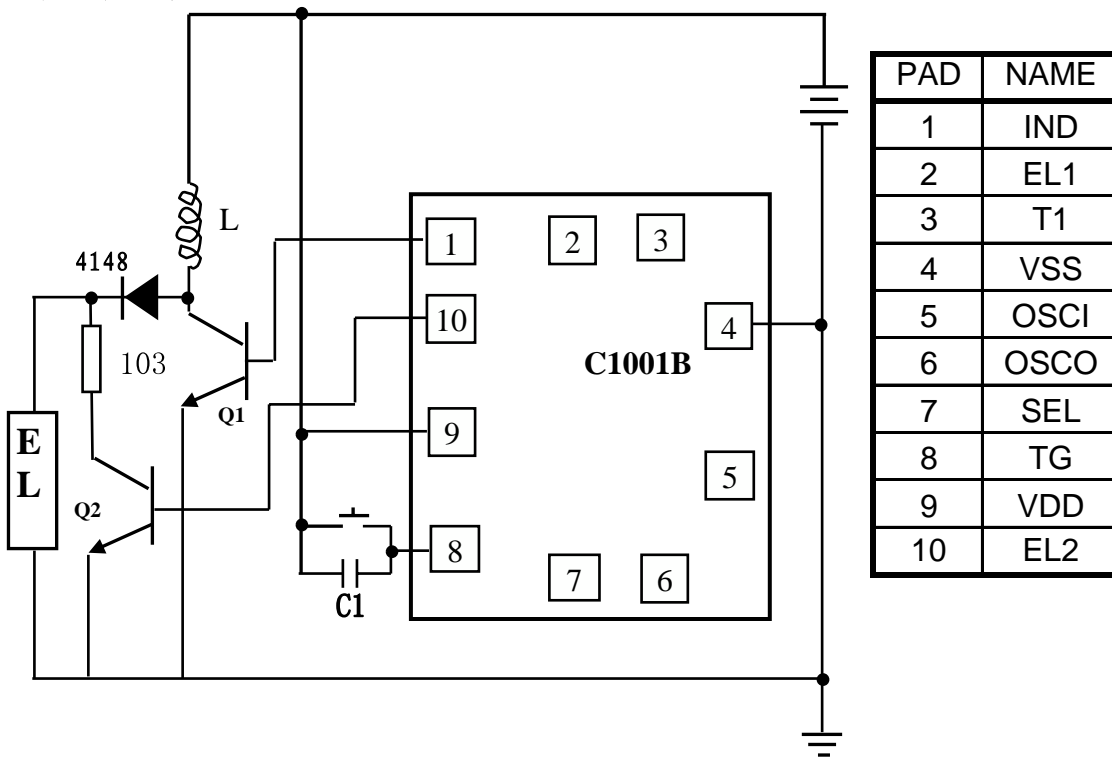 L
4148
103
Q1
E
L
Q2
C1
C1001B
1
2
3
10
4
9
5
8
7
6
PAD NAME
1 IND
2 EL1
3 T1
4 VSS
5 OSCI
6 OSCO
7 SEL
8 TG
9 VDD
10 EL2